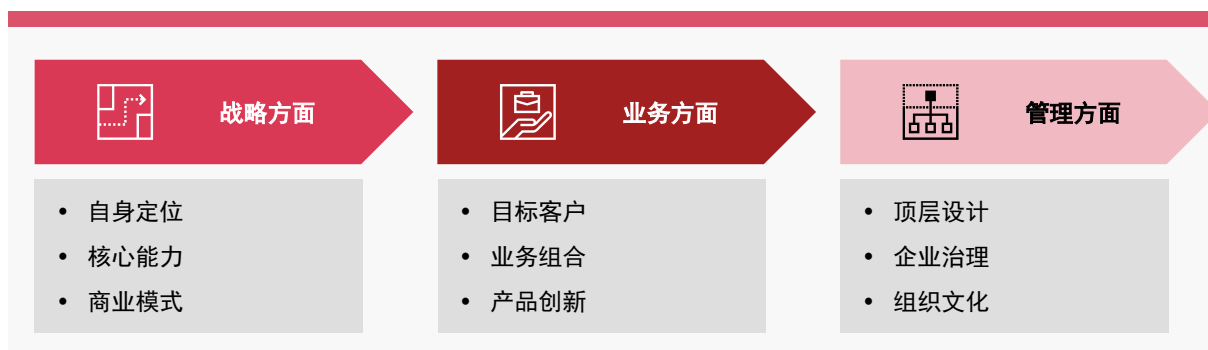 战略方面
• 自身定位
• 核心能力
• 商业模式
业务方面
• 目标客户
• 业务组合
• 产品创新
管理方面
• 顶层设计
• 企业治理
• 组织文化